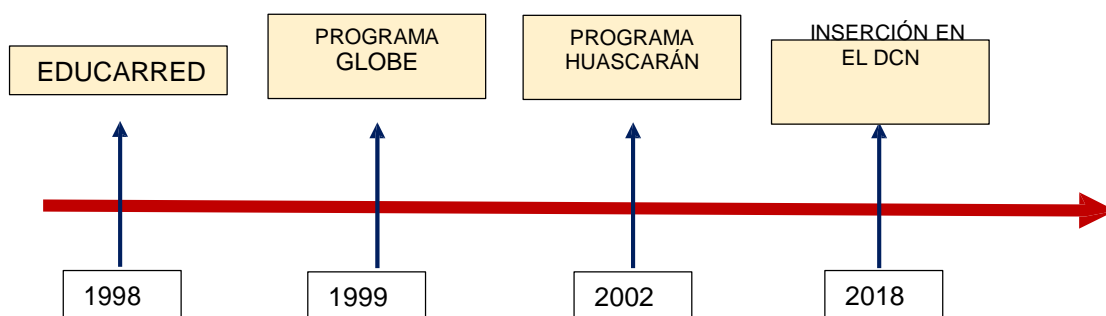 EDUCARRED
PROGRAMA
GLOBE
PROGRAMA
HUASCARÁN
INSERCIÓN EN
EL DCN
1998
1999
2002
2018